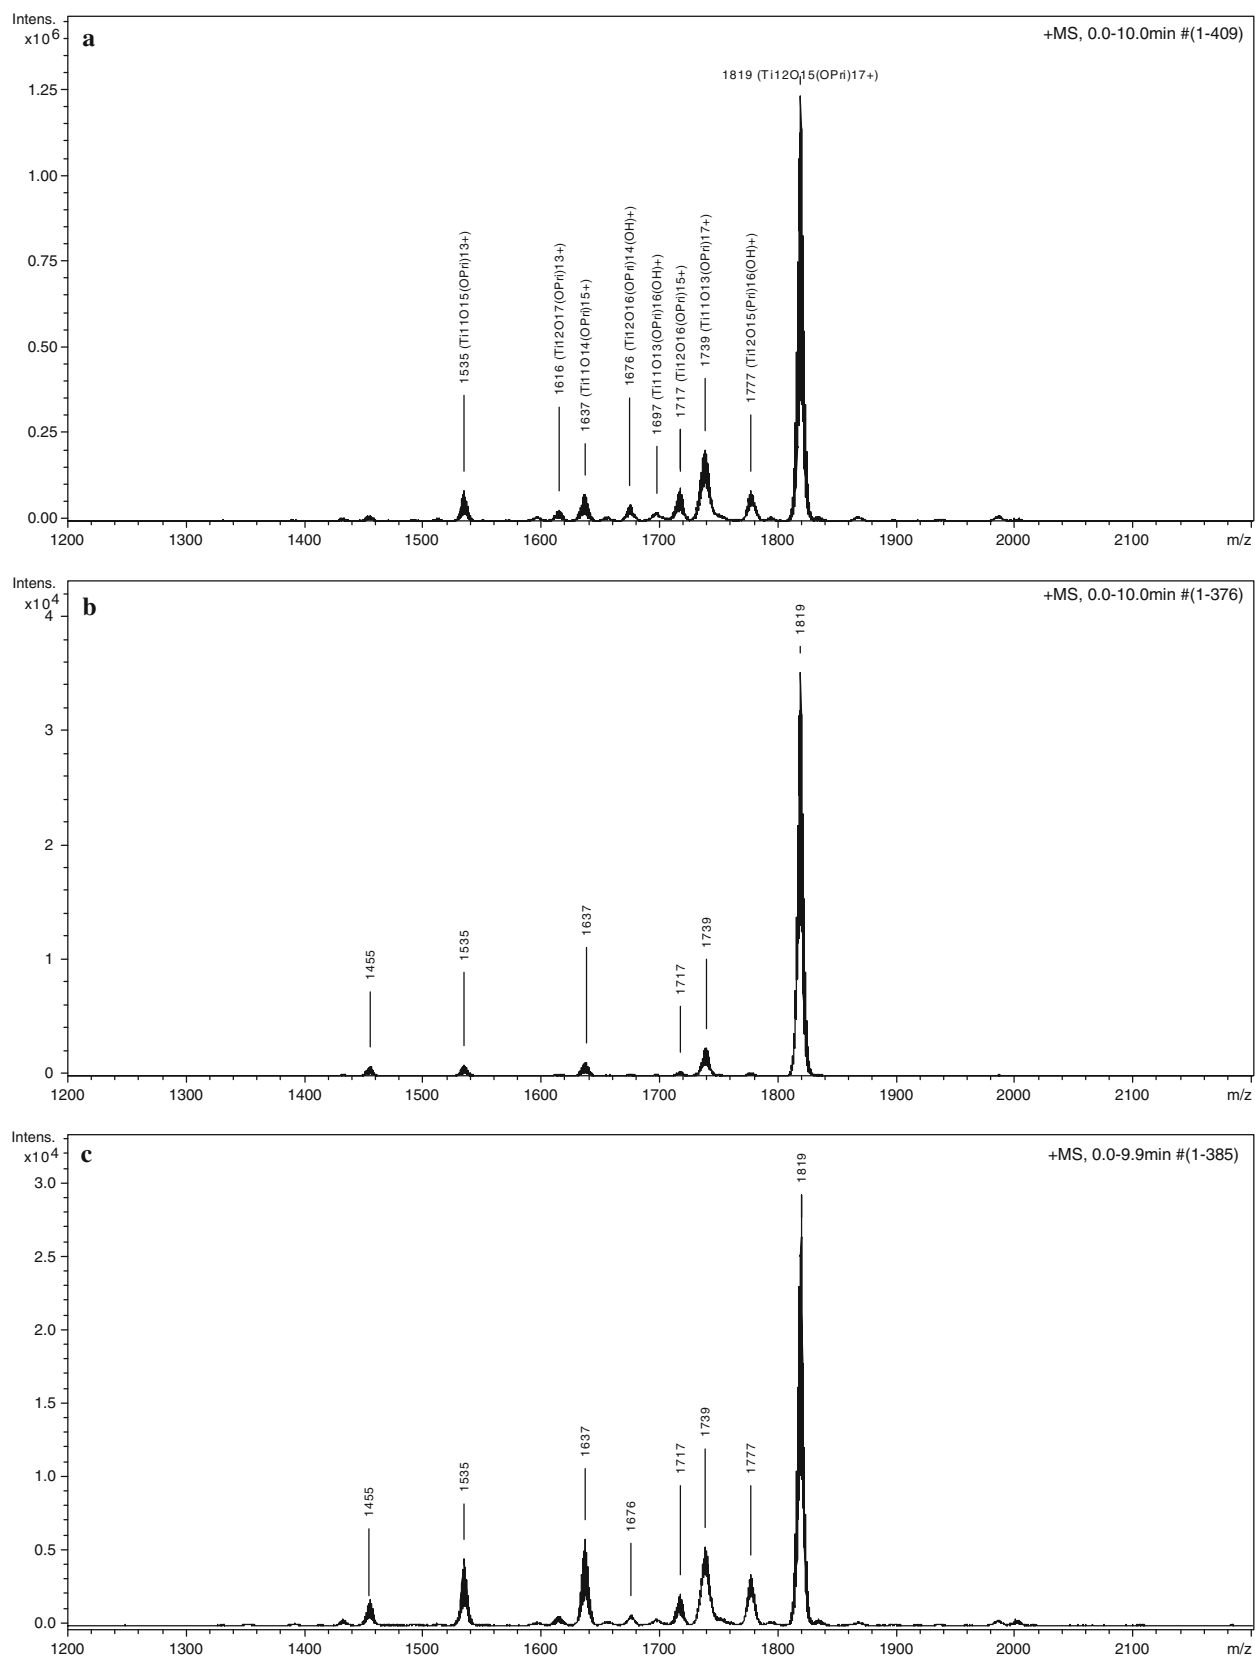 Intens.
x10⁶
a
+MS, 0.0-10.0min #(1-409)
1819 (Ti12O15(OPri)17+)
1535 (Ti11O15(OPri)13+)
1616 (Ti12O17(OPri)13+)
1637 (Ti11O14(OPri)15+)
1676 (Ti12O16(OPri)14(OH)+)
1697 (Ti11O13(OPri)16(OH)+)
1717 (Ti12O16(OPri)15+)
1739 (Ti11O13(OPri)17+)
1777 (Ti12O15(Pri)16(OH)+)
1.25
1.00
0.75
0.50
0.25
0.00
1200 1300 1400 1500 1600 1700 1800 1900 2000 2100 m/z
Intens.
x10⁴
b
+MS, 0.0-10.0min #(1-376)
4
3
2
1
0
1455
1535
1637
1717
1739
1819
1200 1300 1400 1500 1600 1700 1800 1900 2000 2100 m/z
Intens.
x10⁴
c
+MS, 0.0-9.9min #(1-385)
3.0
2.5
2.0
1.5
1.0
0.5
0.0
1455
1535
1637
1676
1717
1739
1777
1819
1200 1300 1400 1500 1600 1700 1800 1900 2000 2100 m/z